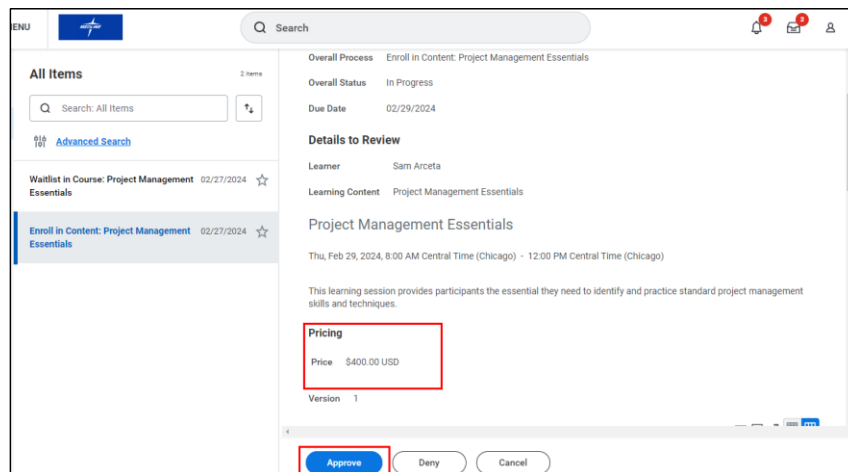 ENU
Search
3
2
All Items
2 items
Search: All Items
Advanced Search
Waitlist in Course: Project Management Essentials 02/27/2024
Enroll in Content: Project Management Essentials 02/27/2024
Overall Process Enroll in Content: Project Management Essentials
Overall Status In Progress
Due Date 02/29/2024
Details to Review
Learner Sam Arceta
Learning Content Project Management Essentials
Project Management Essentials
Thu, Feb 29, 2024, 8:00 AM Central Time (Chicago) - 12:00 PM Central Time (Chicago)
This learning session provides participants the essential they need to identify and practice standard project management
skills and techniques.
Pricing
Price $400.00 USD
Version 1
Approve
Deny
Cancel